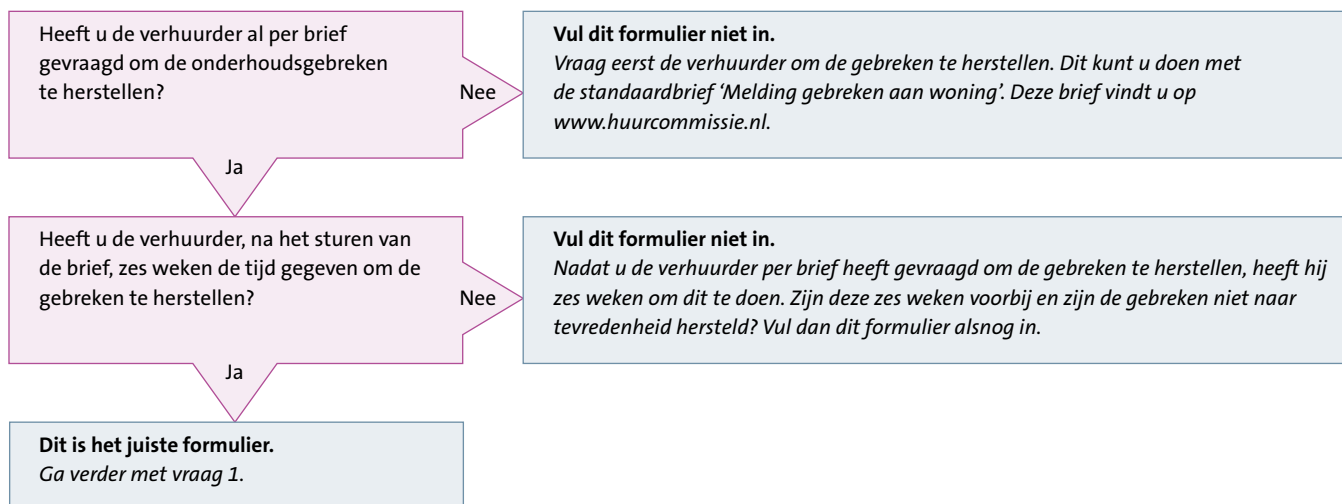 Heeft u de verhuurder al per brief
gevraagd om de onderhoudsgebreken
te herstellen?
Nee
Vul dit formulier niet in.
Vraag eerst de verhuurder om de gebreken te herstellen. Dit kunt u doen met
de standaardbrief ‘Melding gebreken aan woning’. Deze brief vindt u op
www.huurcommissie.nl.
Ja
Heeft u de verhuurder, na het sturen van
de brief, zes weken de tijd gegeven om de
gebreken te herstellen?
Nee
Vul dit formulier niet in.
Nadat u de verhuurder per brief heeft gevraagd om de gebreken te herstellen, heeft hij
zes weken om dit te doen. Zijn deze zes weken voorbij en zijn de gebreken niet naar
tevredenheid hersteld? Vul dan dit formulier alsnog in.
Ja
Dit is het juiste formulier.
Ga verder met vraag 1.